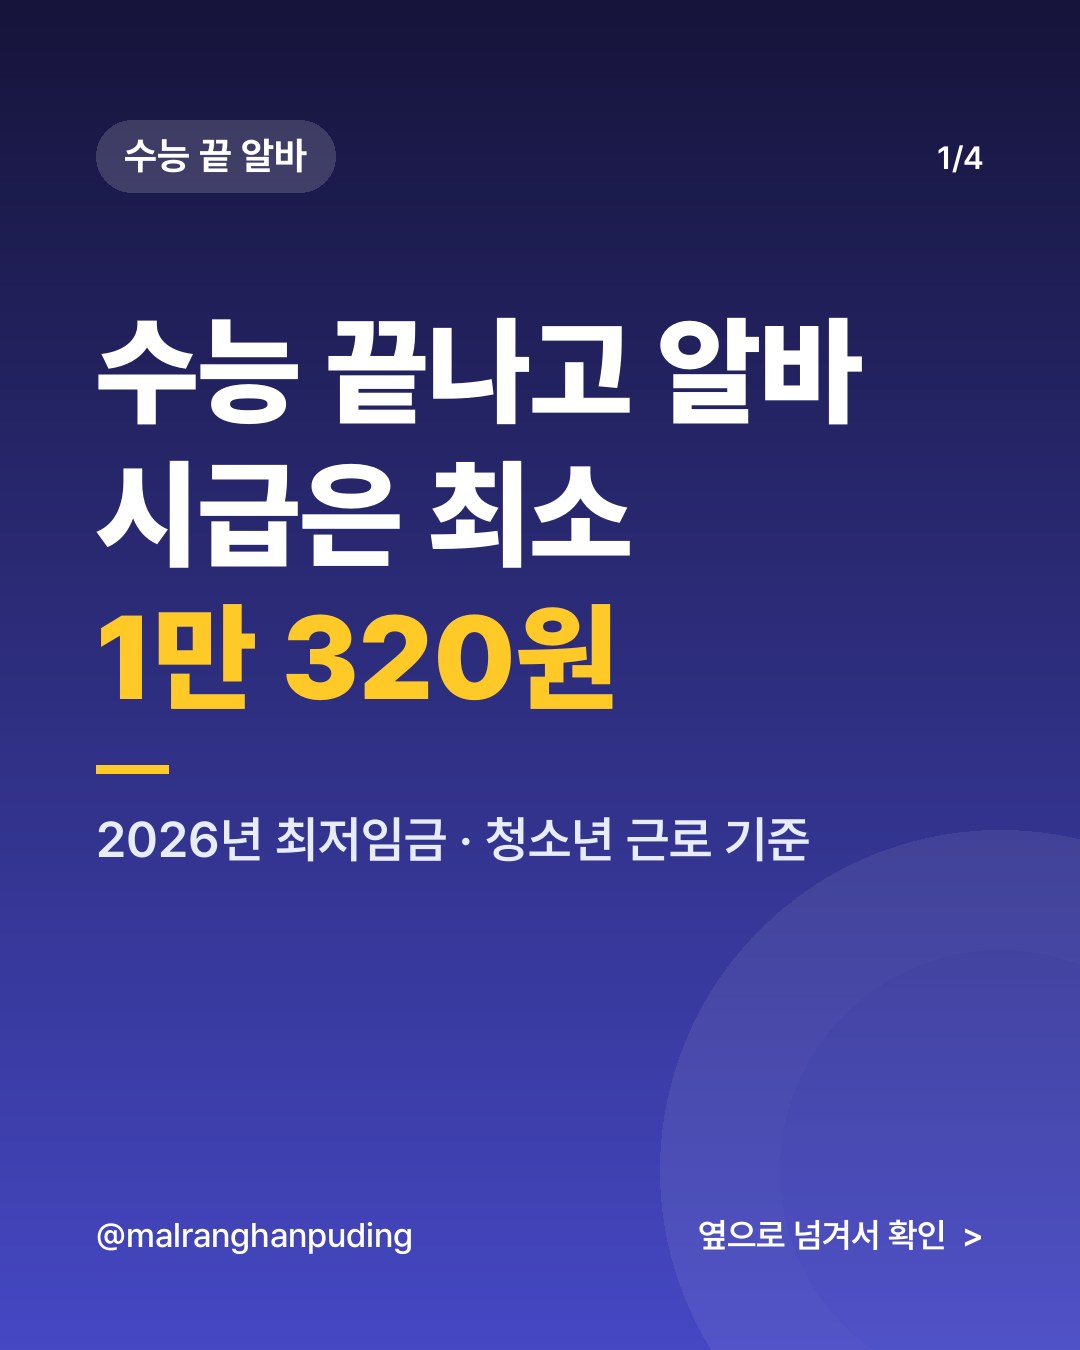 수능 끝 알바
1/4
수능 끝나고 알바
시급은 최소
1만 320원
2026년 최저임금 · 청소년 근로 기준
@malranghanpuding
옆으로 넘겨서 확인 >